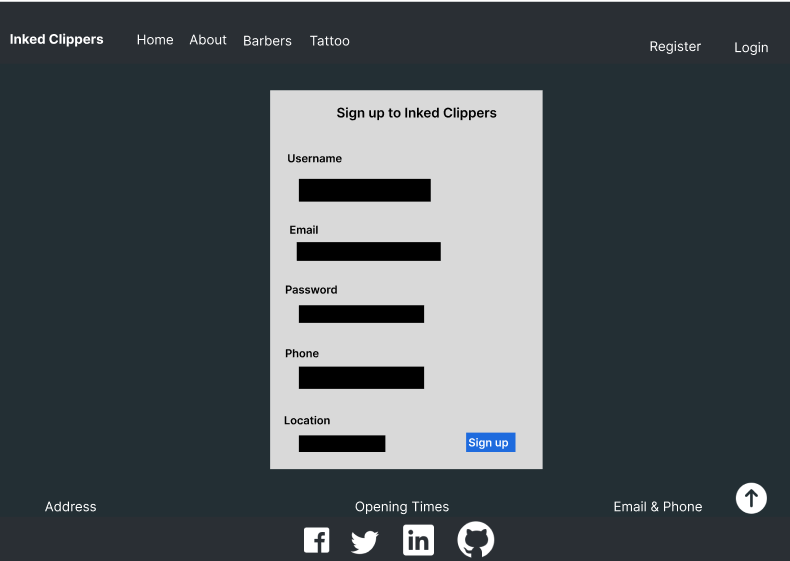 Inked Clippers Home About Barbers Tattoo Register Login
Sign up to Inked Clippers
Username
Email
Password
Phone
Location
Sign up
Address Opening Times Email & Phone
in